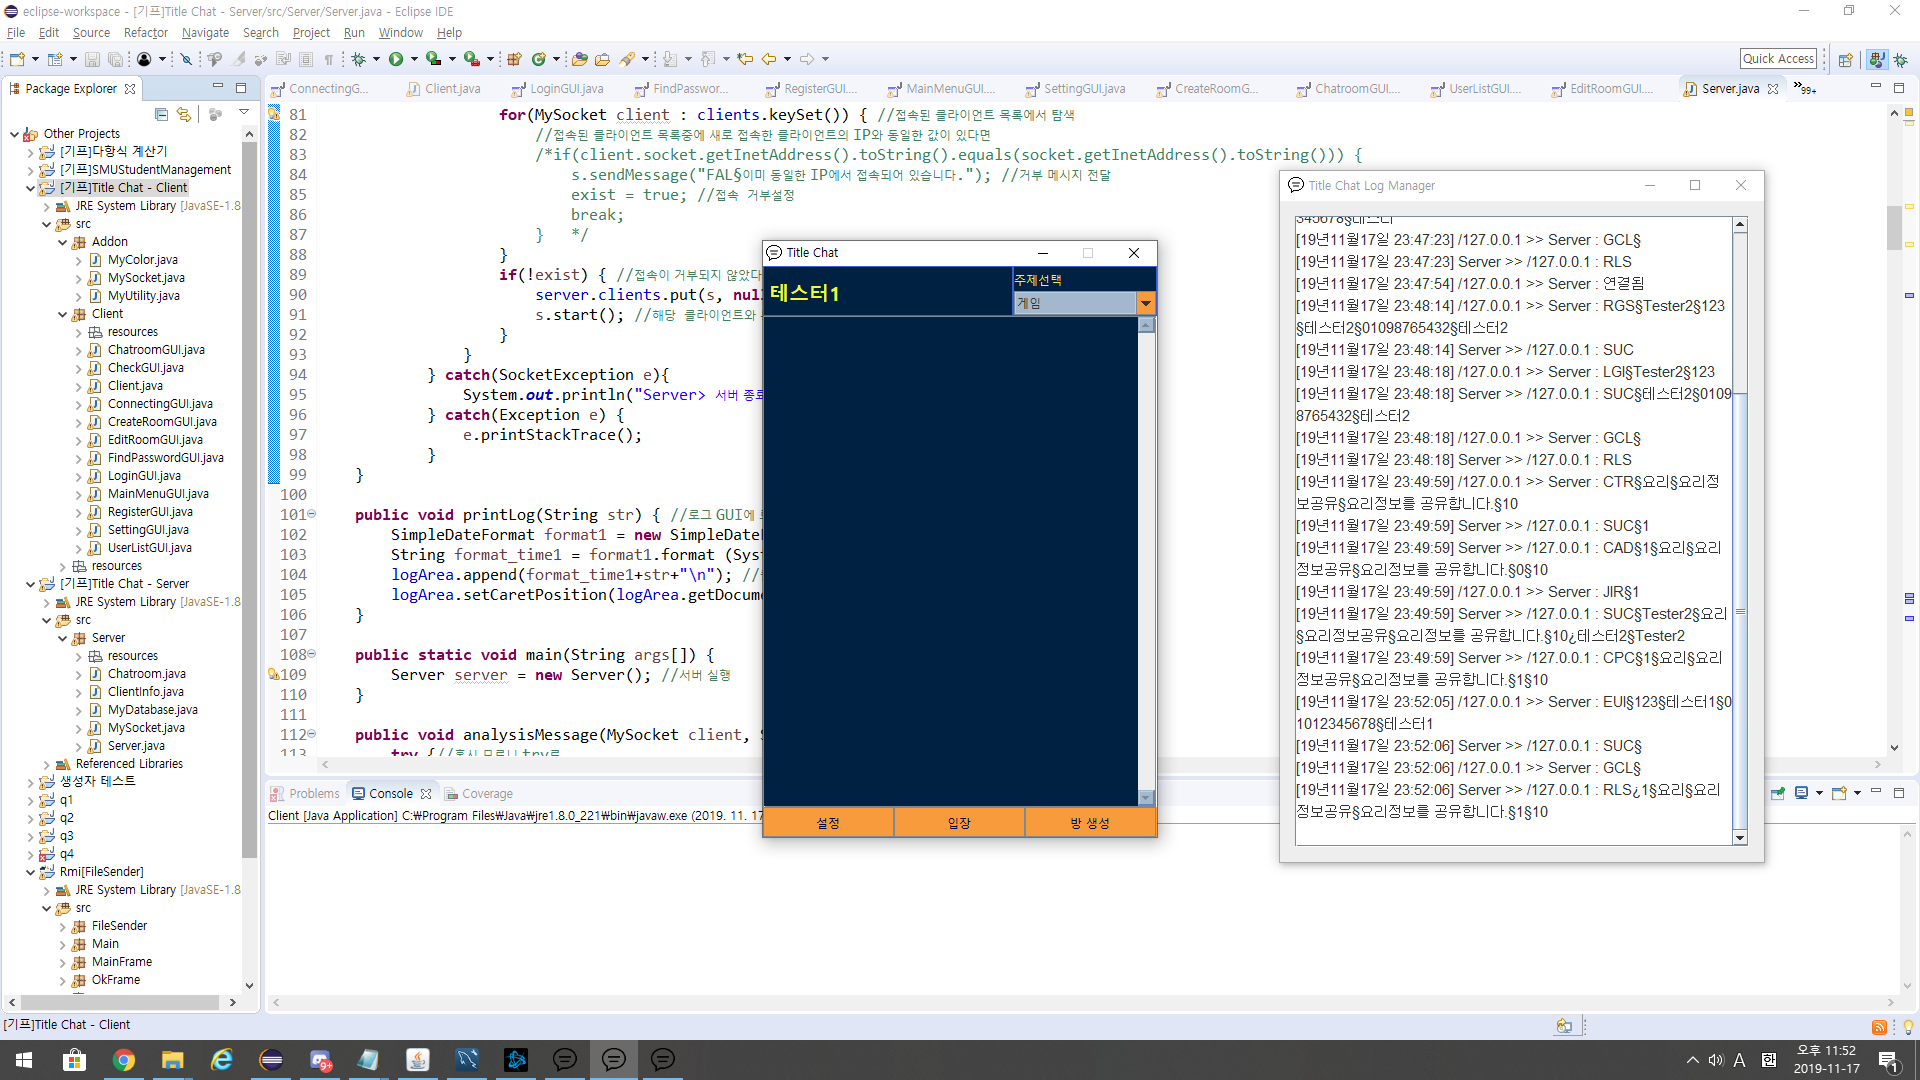 eclipse-workspace - [기프]Title Chat - Server/src/Server/Server.java - Eclipse IDE
File Edit Source Refactor Navigate Search Project Run Window Help
Quick Access
Package Explorer
ConnectingG... Client.java LoginGUI.java FindPasswor... RegisterGUI.... MainMenuGUI.... SettingGUI.java CreateRoomG... ChatroomGUI.... UserListGUI.... EditRoomGUI.... Server.java 99+
Other Projects
[기프]다항식 계산기
[기프]SMUStudentManagement
[기프]Title Chat - Client
JRE System Library [JavaSE-1.8
src
Addon
MyColor.java
MySocket.java
MyUtility.java
Client
resources
ChatroomGUI.java
CheckGUI.java
Client.java
ConnectingGUI.java
CreateRoomGUI.java
EditRoomGUI.java
FindPasswordGUI.java
LoginGUI.java
MainMenuGUI.java
RegisterGUI.java
SettingGUI.java
UserListGUI.java
resources
[기프]Title Chat - Server
JRE System Library [JavaSE-1.8
src
Server
resources
Chatroom.java
ClientInfo.java
MyDatabase.java
MySocket.java
Server.java
Referenced Libraries
생성자 테스트
q1
q2
q3
q4
Rmi[FileSender]
JRE System Library [JavaSE-1.8
src
FileSender
Main
MainFrame
OkFrame
81 for(MySocket client : clients.keySet()) { //접속된 클라이언트 목록에서 탐색
82 //접속된 클라이언트 목록중에 새로 접속한 클라이언트의 IP와 동일한 값이 있다면
83 /*if(client.socket.getInetAddress().toString().equals(socket.getInetAddress().toString())) {
84 s.sendMessage("FAL§이미 동일한 IP에서 접속되어 있습니다."); //거부 메시지 전달
85 exist = true; //접속 거부설정
86 break;
87 } */
88 }
89 if(!exist) { //접속이 거부되지 않았다
90 server.clients.put(s, nul
91 s.start(); //해당 클라이언트와
92 }
93 }
94 } catch(SocketException e){
95 System.out.println("Server> 서버 종료
96 } catch(Exception e) {
97 e.printStackTrace();
98 }
99 }
100
101 public void printLog(String str) { //로그 GUI에
102 SimpleDateFormat format1 = new SimpleDate
103 String format_time1 = format1.format (Syst
104 logArea.append(format_time1+str+"\n"); //
105 logArea.setCaretPosition(logArea.getDocum
106 }
107
108 public static void main(String args[]) {
109 Server server = new Server(); //서버 실행
110 }
111
112 public void analysisMessage(MySocket client, S
113 try {//혹시 모르니 try로
Title Chat
테스터1
주제선택
게임
설정 입장 방 생성
Title Chat Log Manager
345678§테스터
[19년11월17일 23:47:23] /127.0.0.1 >> Server : GCL§
[19년11월17일 23:47:23] /127.0.0.1 >> Server : RLS
[19년11월17일 23:47:54] /127.0.0.1 >> Server : 연결됨
[19년11월17일 23:48:14] /127.0.0.1 >> Server : RGS§Tester2§123
§테스터2§01098765432§테스터2
[19년11월17일 23:48:14] Server >> /127.0.0.1 : SUC
[19년11월17일 23:48:18] /127.0.0.1 >> Server : LGI§Tester2§123
[19년11월17일 23:48:18] Server >> /127.0.0.1 : SUC§테스터2§0109
8765432§테스터2
[19년11월17일 23:48:18] /127.0.0.1 >> Server : GCL§
[19년11월17일 23:48:18] /127.0.0.1 >> Server : RLS
[19년11월17일 23:49:59] /127.0.0.1 >> Server : CTR§요리§요리정
보공유§요리정보를 공유합니다.§10
[19년11월17일 23:49:59] Server >> /127.0.0.1 : SUC§1
[19년11월17일 23:49:59] Server >> /127.0.0.1 : CAD§1§요리§요리
정보공유§요리정보를 공유합니다.§0§10
[19년11월17일 23:49:59] /127.0.0.1 >> Server : JIR§1
[19년11월17일 23:49:59] Server >> /127.0.0.1 : SUC§Tester2§요리
§요리정보공유§요리정보를 공유합니다.§10¿테스터2§Tester2
[19년11월17일 23:49:59] Server >> /127.0.0.1 : CPC§1§요리§요리
정보공유§요리정보를 공유합니다.§1§10
[19년11월17일 23:52:05] /127.0.0.1 >> Server : EUI§123§테스터1§0
1012345678§테스터1
[19년11월17일 23:52:06] Server >> /127.0.0.1 : SUC§
[19년11월17일 23:52:06] /127.0.0.1 >> Server : GCL§
[19년11월17일 23:52:06] Server >> /127.0.0.1 : RLS¿1§요리§요리
정보공유§요리정보를 공유합니다.§1§10
Problems Console Coverage
Client [Java Application] C:₩Program Files₩Java₩jre1.8.0_221₩bin₩javaw.exe (2019. 11. 17
[기프]Title Chat - Client
9+
A 한
오후 11:52
2019-11-17
1